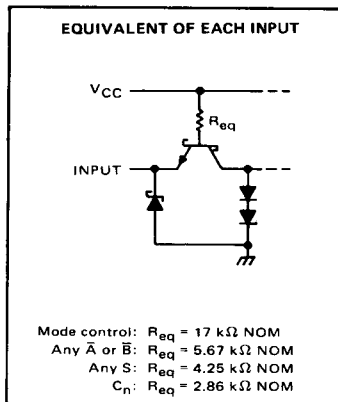 EQUIVALENT OF EACH INPUT
VCC
Req
INPUT
Mode control: Req = 17 kΩ NOM
Any A̅ or B̅: Req = 5.67 kΩ NOM
Any S: Req = 4.25 kΩ NOM
Cn: Req = 2.86 kΩ NOM